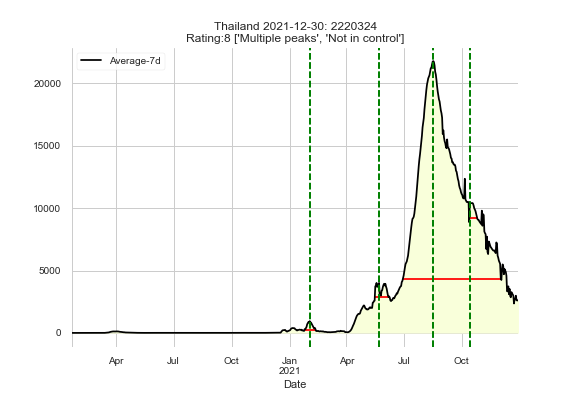 Thailand 2021-12-30: 2220324
Rating:8 ['Multiple peaks', 'Not in control']
Average-7d
20000
15000
10000
5000
0
Apr Jul Oct Jan Apr Jul Oct
2021
Date